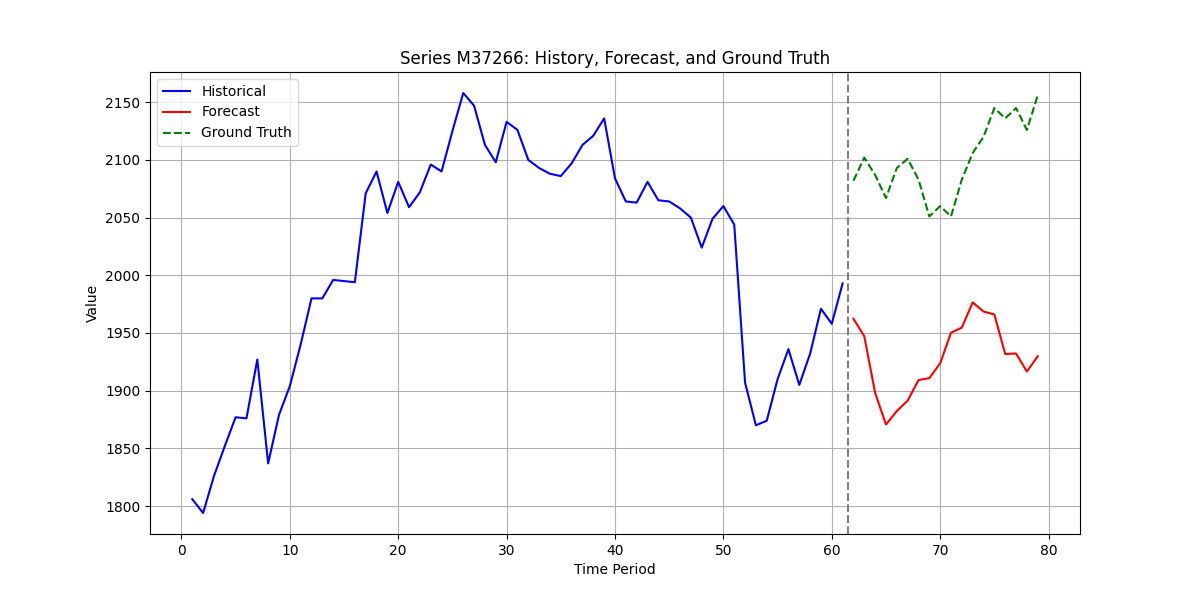 Series M37266: History, Forecast, and Ground Truth
Historical
Forecast
Ground Truth
2150
2100
2050
2000
1950
1900
1850
1800
Value
0 10 20 30 40 50 60 70 80
Time Period